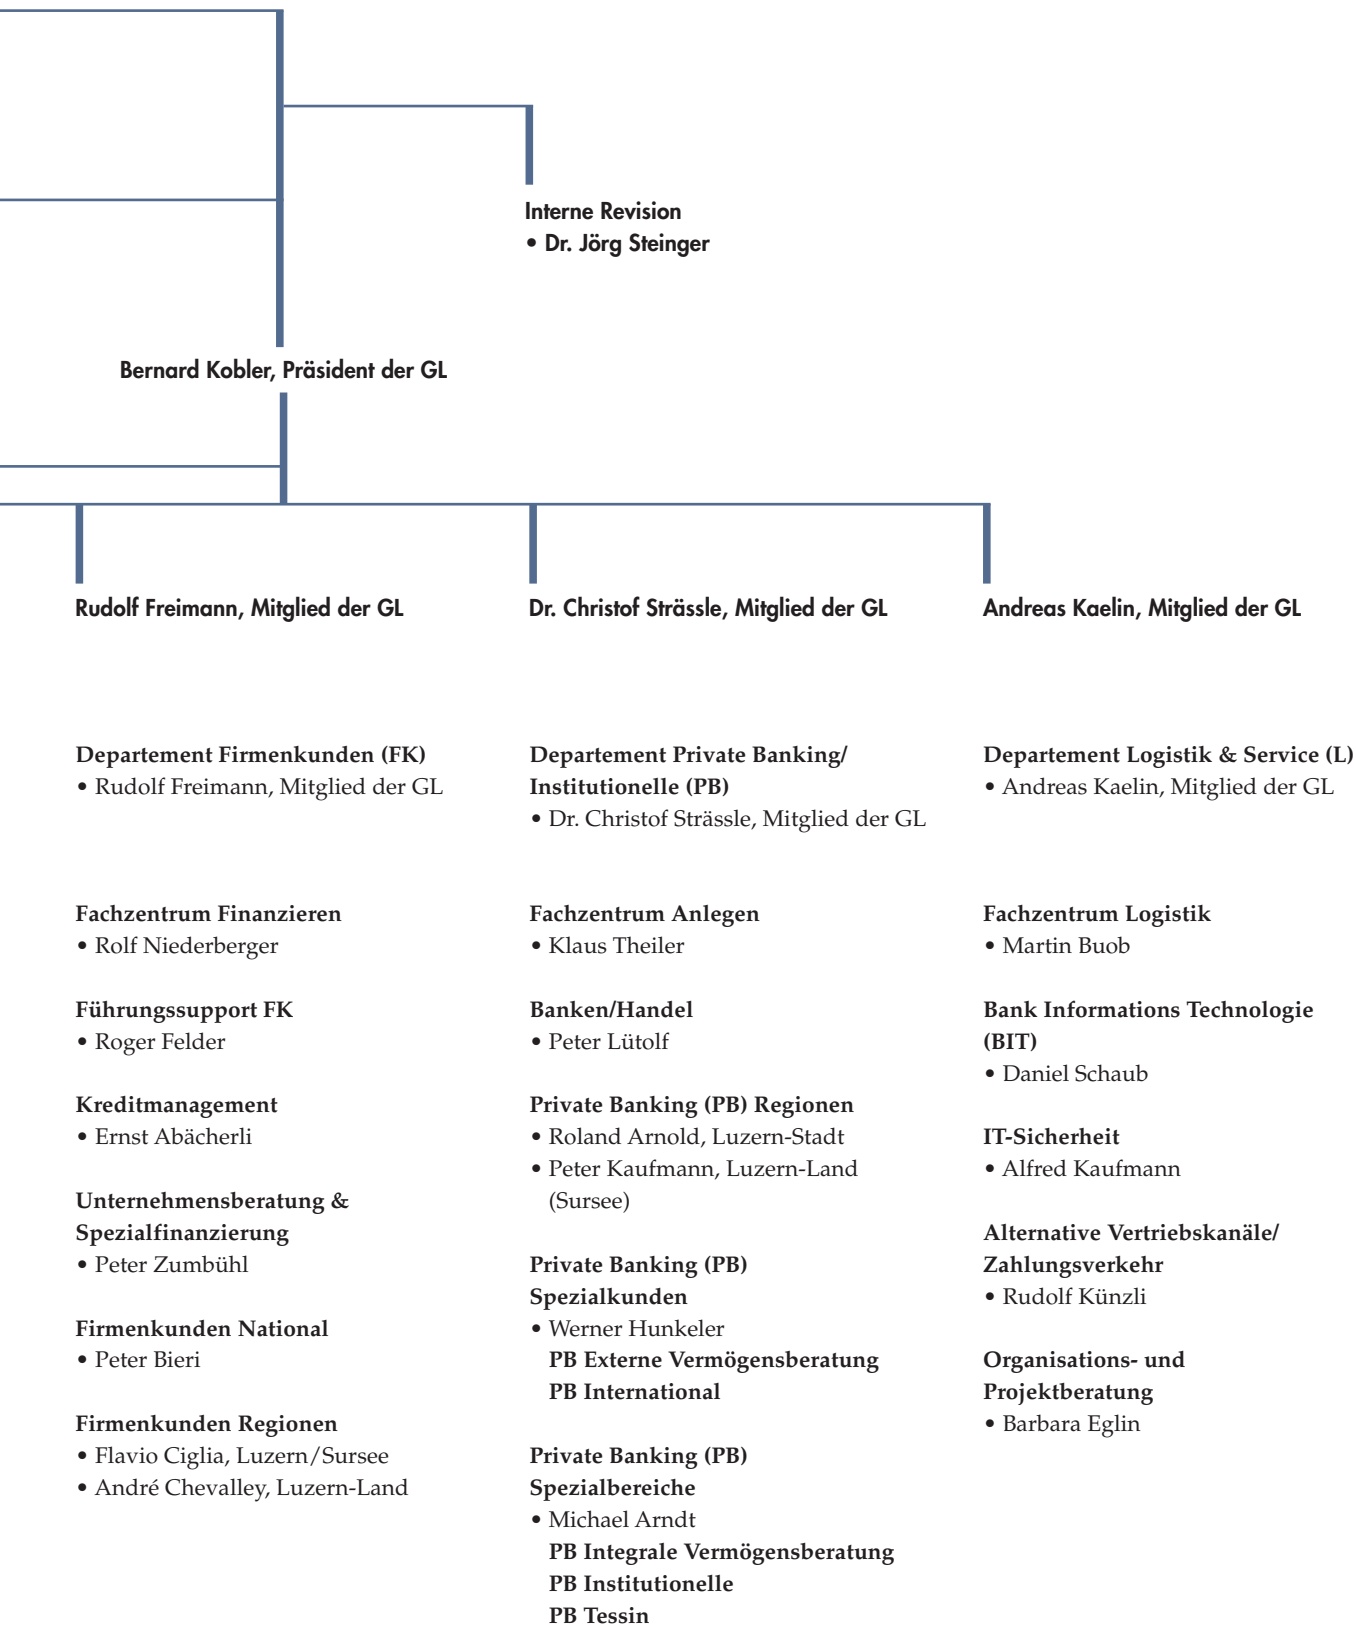 Interne Revision
• Dr. Jörg Steinger
Bernard Kobler, Präsident der GL
Rudolf Freimann, Mitglied der GL
Dr. Christof Strässle, Mitglied der GL
Andreas Kaelin, Mitglied der GL
Departement Firmenkunden (FK)
• Rudolf Freimann, Mitglied der GL
Fachzentrum Finanzieren
• Rolf Niederberger
Führungssupport FK
• Roger Felder
Kreditmanagement
• Ernst Abächerli
Unternehmensberatung &
Spezialfinanzierung
• Peter Zumbühl
Firmenkunden National
• Peter Bieri
Firmenkunden Regionen
• Flavio Ciglia, Luzern/Sursee
• André Chevalley, Luzern-Land
Departement Private Banking/
Institutionelle (PB)
• Dr. Christof Strässle, Mitglied der GL
Fachzentrum Anlegen
• Klaus Theiler
Banken/Handel
• Peter Lütolf
Private Banking (PB) Regionen
• Roland Arnold, Luzern-Stadt
• Peter Kaufmann, Luzern-Land
(Sursee)
Private Banking (PB)
Spezialkunden
• Werner Hunkeler
PB Externe Vermögensberatung
PB International
Private Banking (PB)
Spezialbereiche
• Michael Arndt
PB Integrale Vermögensberatung
PB Institutionelle
PB Tessin
Departement Logistik & Service (L)
• Andreas Kaelin, Mitglied der GL
Fachzentrum Logistik
• Martin Buob
Bank Informations Technologie
(BIT)
• Daniel Schaub
IT-Sicherheit
• Alfred Kaufmann
Alternative Vertriebskanäle/
Zahlungsverkehr
• Rudolf Künzli
Organisations- und
Projektberatung
• Barbara Eglin